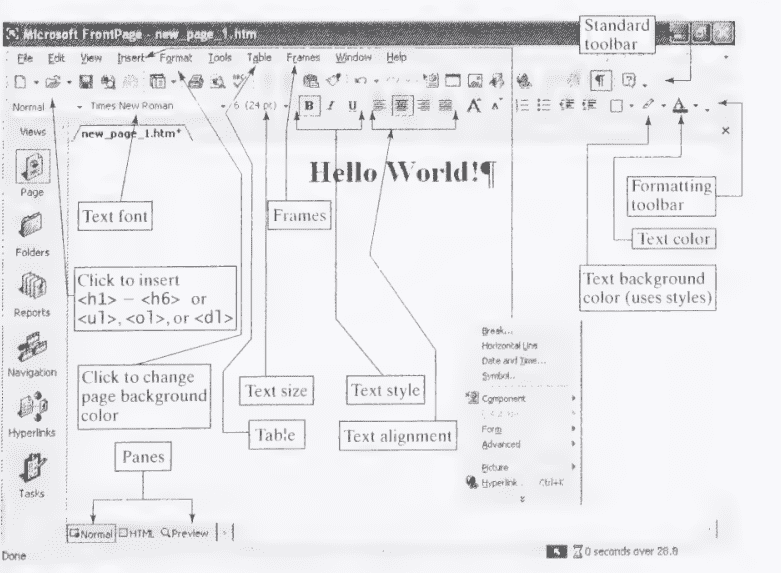 Microsoft FrontPage - new_page_1.htm
Standard
toolbar
File Edit View Insert Format Tools Table Frames Window Help
Normal Times New Roman 6 (24 pt) B I U A A A
Views
new_page_1.htm*
Hello World!¶
Page
Text font
Frames
Formatting
toolbar
Text color
Folders
Click to insert
<h1> – <h6> or
<ul>, <ol>, or <dl>
Text background
color (uses styles)
Reports
Break...
Horizontal Line
Date and Time...
Symbol...
Navigation
Click to change
page background
color
Text size
Text style
Component
Form
Advanced
Hyperlinks
Table
Text alignment
Panes
Picture
Hyperlink... Ctrl+K
Tasks
Normal HTML Preview
Done
0 seconds over 28.8